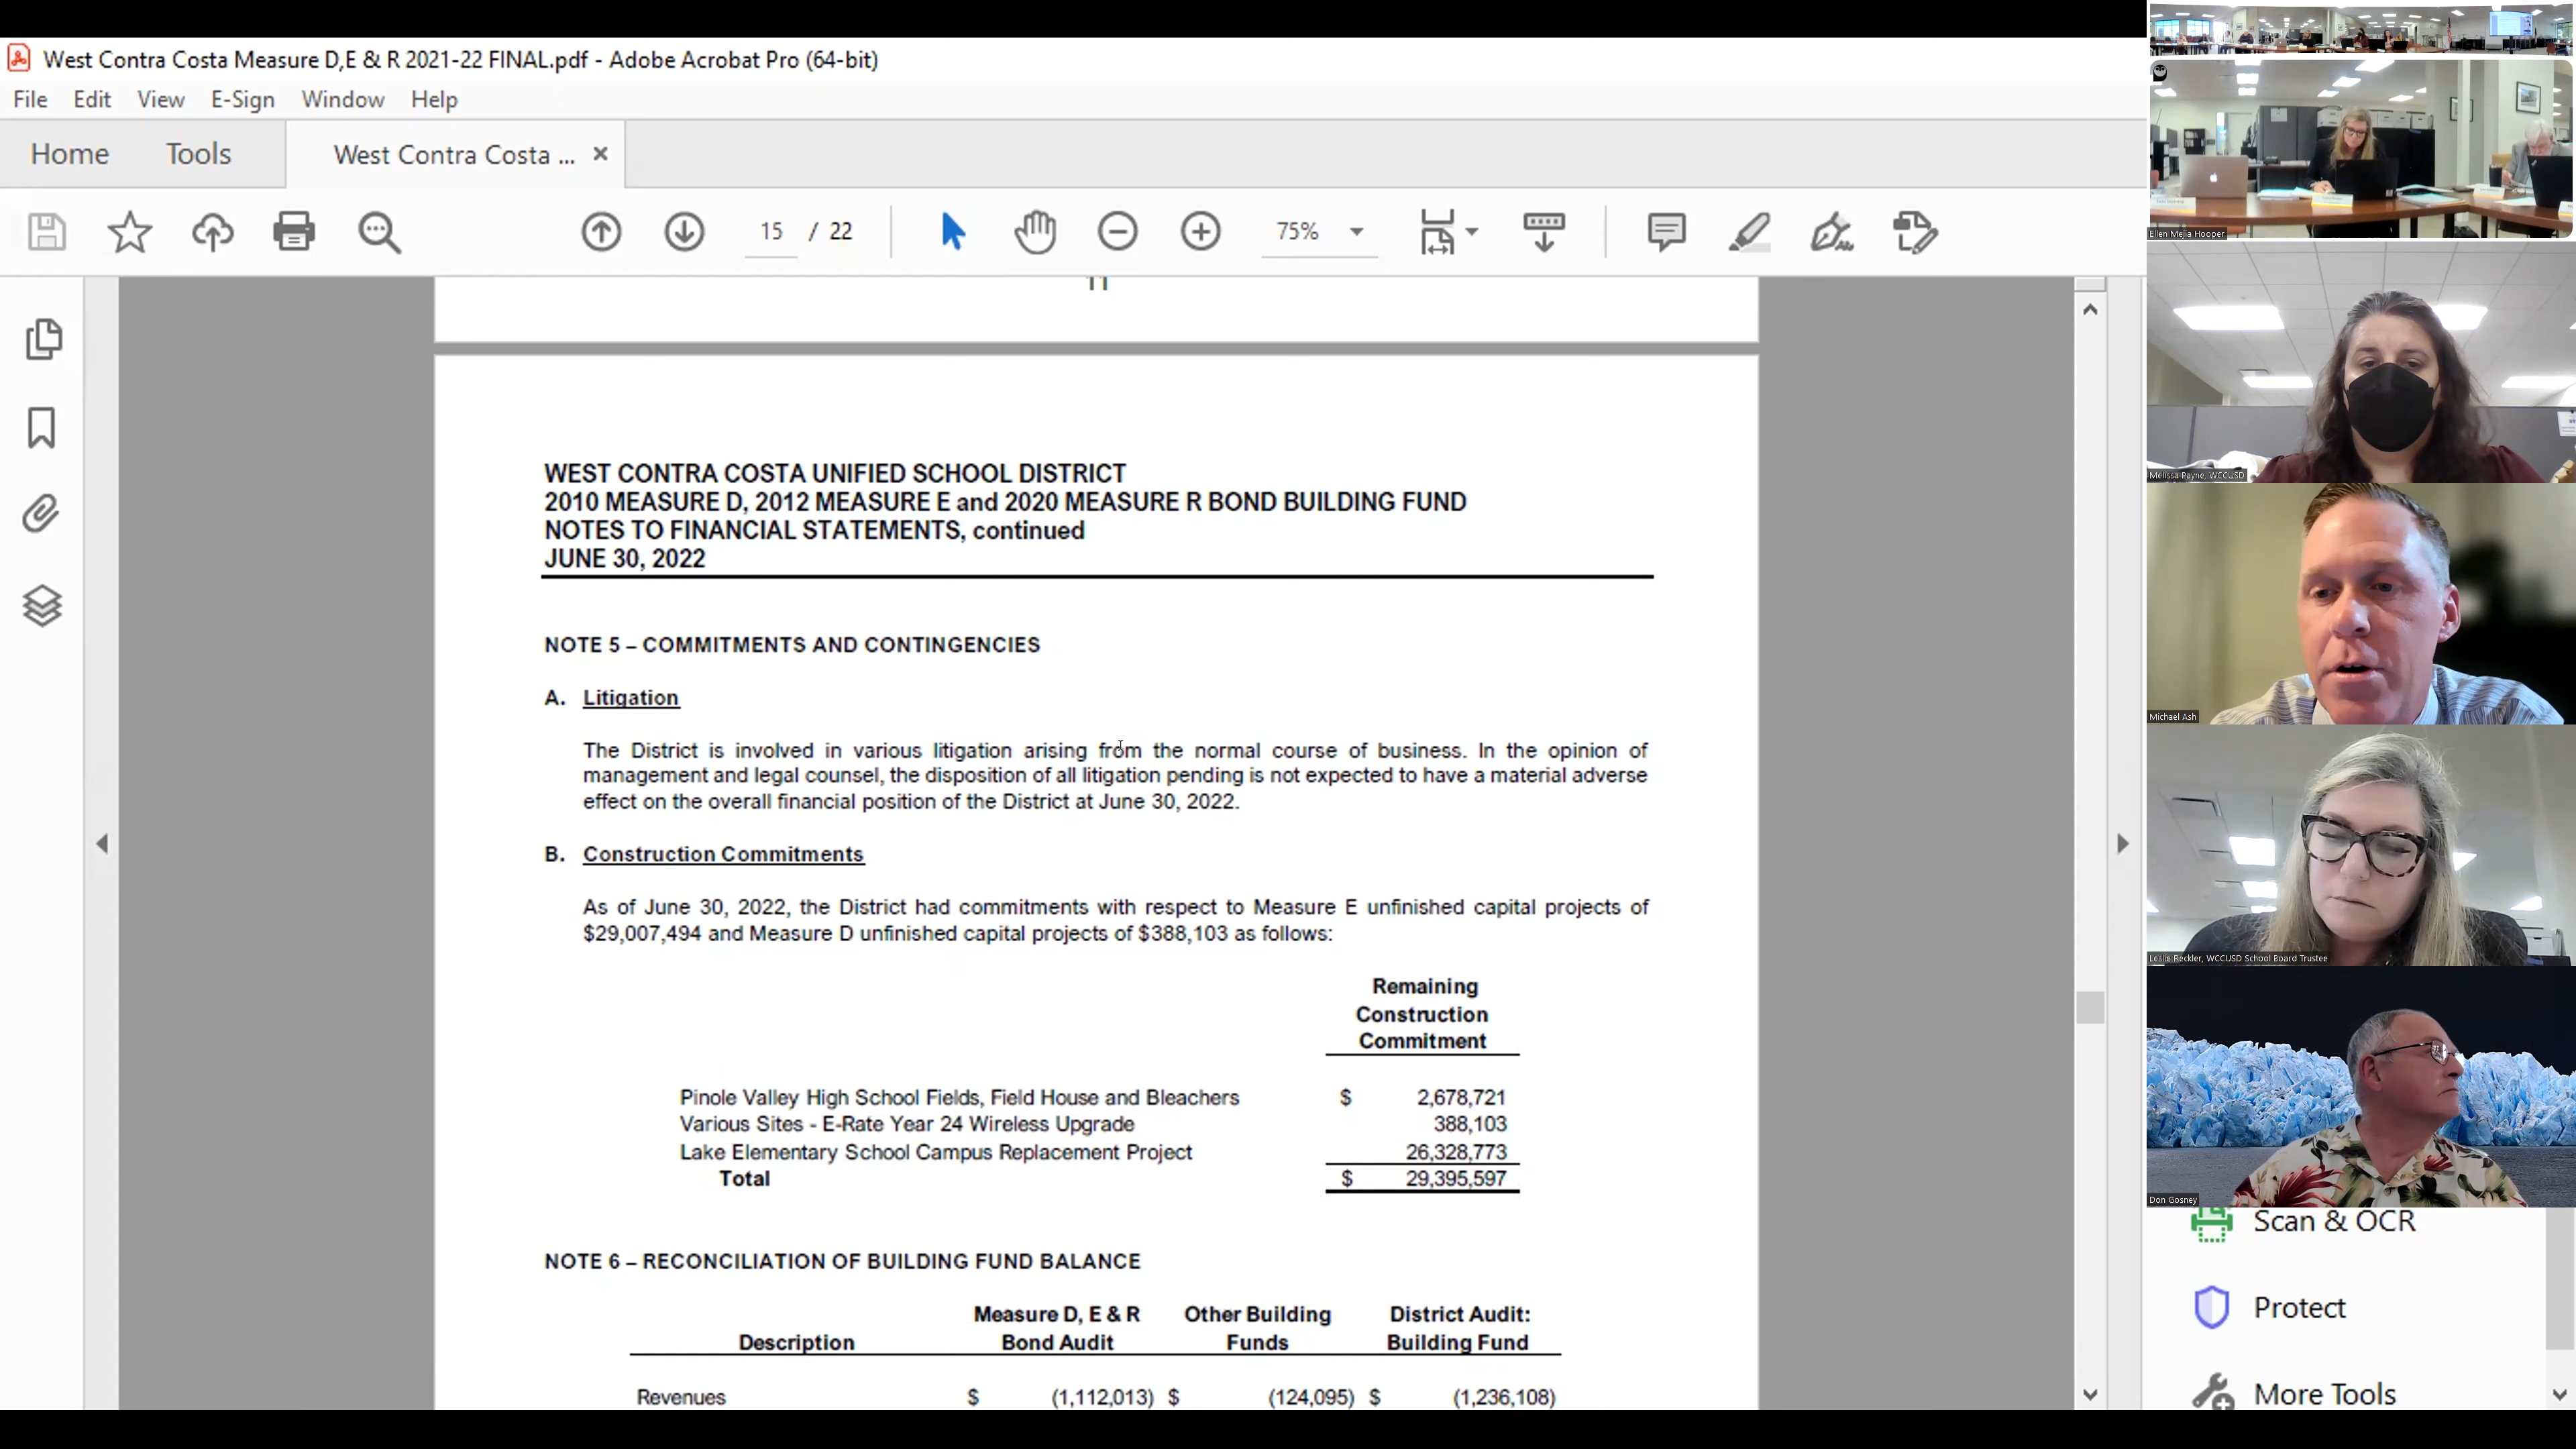 West Contra Costa Measure D,E & R 2021-22 FINAL.pdf - Adobe Acrobat Pro (64-bit)
File Edit View E-Sign Window Help
Home Tools West Contra Costa ... ×
15 / 22 75%
11
WEST CONTRA COSTA UNIFIED SCHOOL DISTRICT
2010 MEASURE D, 2012 MEASURE E and 2020 MEASURE R BOND BUILDING FUND
NOTES TO FINANCIAL STATEMENTS, continued
JUNE 30, 2022
NOTE 5 – COMMITMENTS AND CONTINGENCIES
A. Litigation
The District is involved in various litigation arising from the normal course of business. In the opinion of
management and legal counsel, the disposition of all litigation pending is not expected to have a material adverse
effect on the overall financial position of the District at June 30, 2022.
B. Construction Commitments
As of June 30, 2022, the District had commitments with respect to Measure E unfinished capital projects of
$29,007,494 and Measure D unfinished capital projects of $388,103 as follows:
Remaining
Construction
Commitment
Pinole Valley High School Fields, Field House and Bleachers $ 2,678,721
Various Sites - E-Rate Year 24 Wireless Upgrade 388,103
Lake Elementary School Campus Replacement Project 26,328,773
Total $ 29,395,597
NOTE 6 – RECONCILIATION OF BUILDING FUND BALANCE
Measure D, E & R Other Building District Audit:
Description Bond Audit Funds Building Fund
Revenues $ (1,112,013) $ (124,095) $ (1,236,108)
Ellen Mejia Hooper
Melissa Payne, WCCUSD
Michael Ash
Leslie Reckler, WCCUSD School Board Trustee
Don Gosney
Scan & OCR
Protect
More Tools